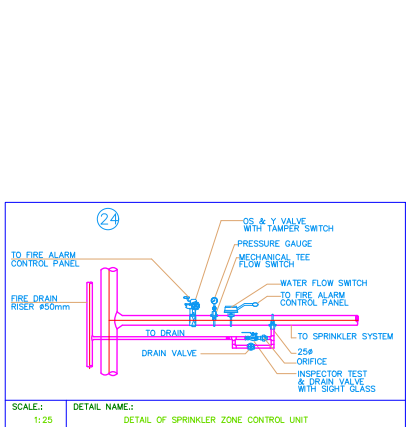 24
OS & Y VALVE
WITH TAMPER SWITCH
PRESSURE GAUGE
MECHANICAL TEE
FLOW SWITCH
TO FIRE ALARM
CONTROL PANEL
WATER FLOW SWITCH
TO FIRE ALARM
CONTROL PANEL
FIRE DRAIN
RISER ø50mm
TO DRAIN
TO SPRINKLER SYSTEM
DRAIN VALVE
25ø
ORIFICE
INSPECTOR TEST
& DRAIN VALVE
WITH SIGHT GLASS
SCALE.:
DETAIL NAME.:
1:25
DETAIL OF SPRINKLER ZONE CONTROL UNIT